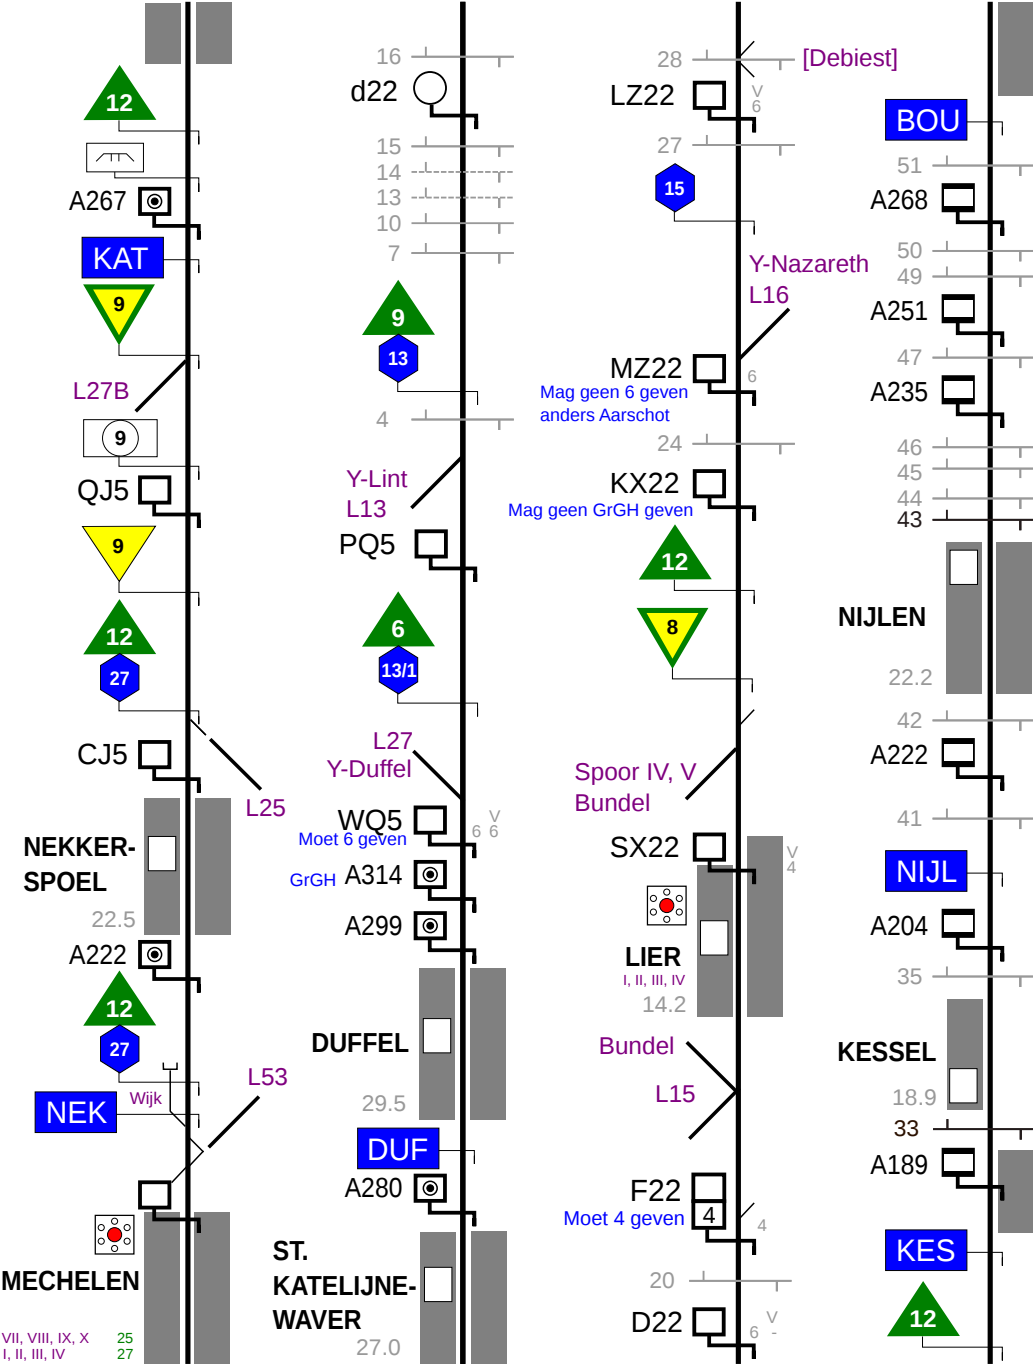 12
A267
KAT
9
L27B
9
QJ5
9
12
27
CJ5
L25
NEKKER-
SPOEL
22.5
A222
12
27
L53
Wijk
NEK
MECHELEN
VII, VIII, IX, X 25
I, II, III, IV 27
16
d22
15
14
13
10
7
9
13
4
Y-Lint
L13
PQ5
6
13/1
L27
Y-Duffel
WQ5
6 V
6
Moet 6 geven
GrGH A314
A299
DUFFEL
29.5
DUF
A280
ST.
KATELIJNE-
WAVER
27.0
28
[Debiest]
LZ22
V
6
27
15
Y-Nazareth
L16
MZ22
6
Mag geen 6 geven
anders Aarschot
24
KX22
Mag geen GrGH geven
12
8
Spoor IV, V
Bundel
SX22
V
4
LIER
I, II, III, IV
14.2
Bundel
L15
F22
4
Moet 4 geven
4
20
D22
6 V
-
BOU
51
A268
50
49
A251
47
A235
46
45
44
43
NIJLEN
22.2
42
A222
41
NIJL
A204
35
KESSEL
18.9
33
A189
KES
12